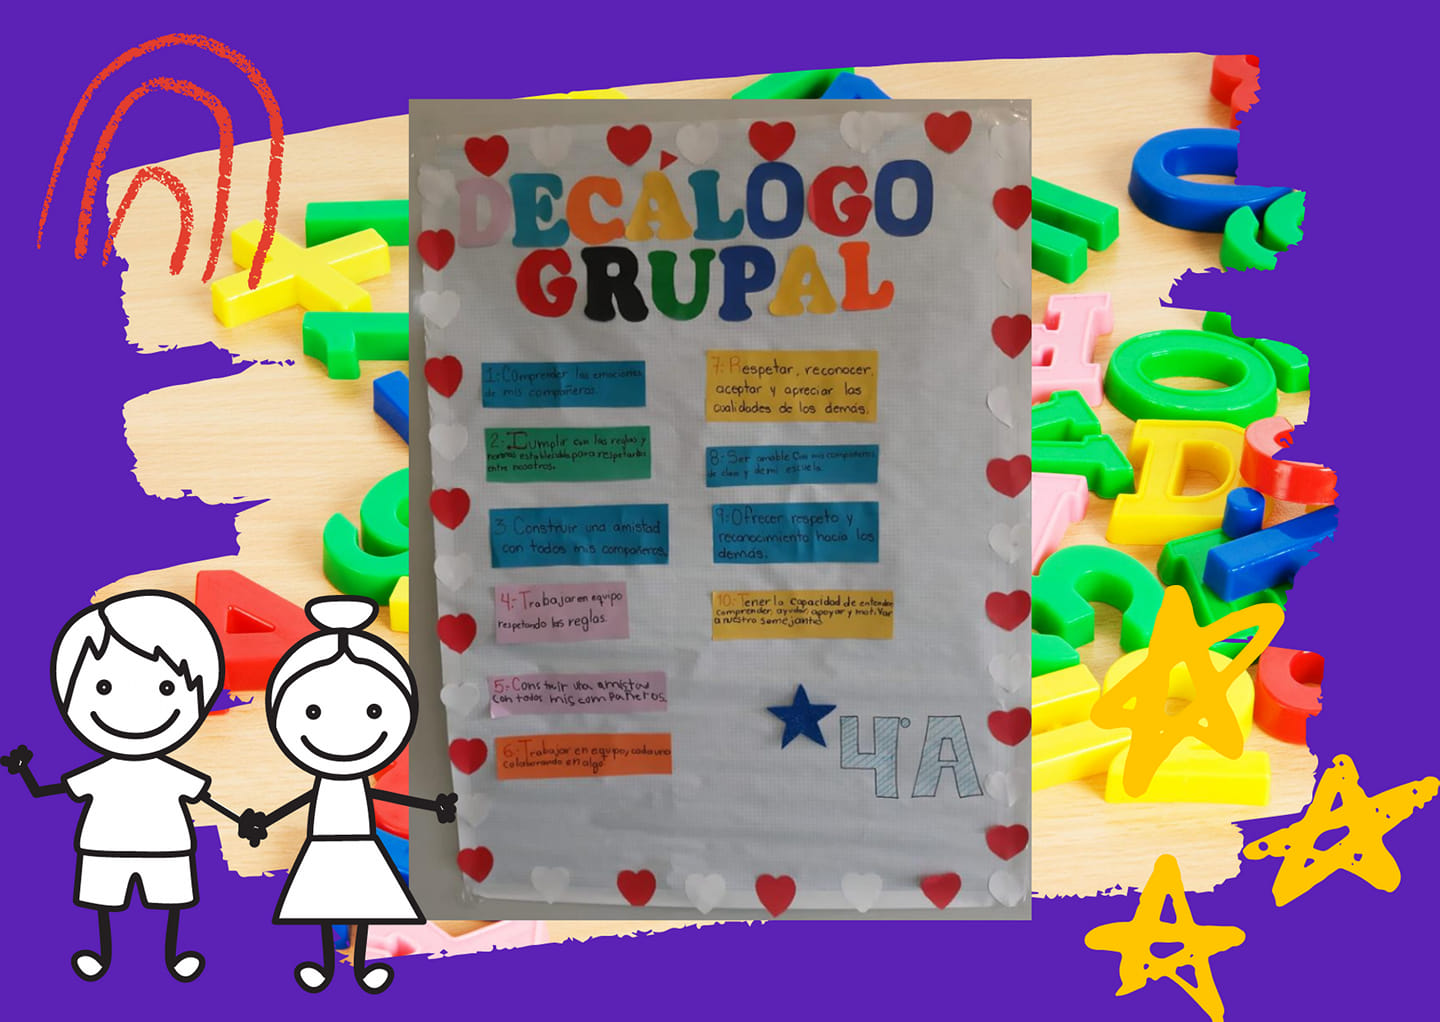 DECÁLOGO
GRUPAL
1: Comprender las emociones
de mis compañeros.
2: Cumplir con las reglas y
normas establecidas para respetarlas
entre nosotros.
3 Construir una amistad
con todos mis compañeros.
4: Trabajar en equipo
respetando las reglas.
5: Construir una amistad
con todos mis compañeros.
6: Trabajar en equipo, cada uno
colaborando en algo.
7: Respetar, reconocer,
aceptar y apreciar las
cualidades de los demás.
8: Ser amable con mis compañeros
de clase y de mi escuela.
9: Ofrecer respeto y
reconocimiento hacia los
demás.
10: Tener la capacidad de entender
comprender, ayudar, apoyar y motivar
a nuestro semejante
4° A